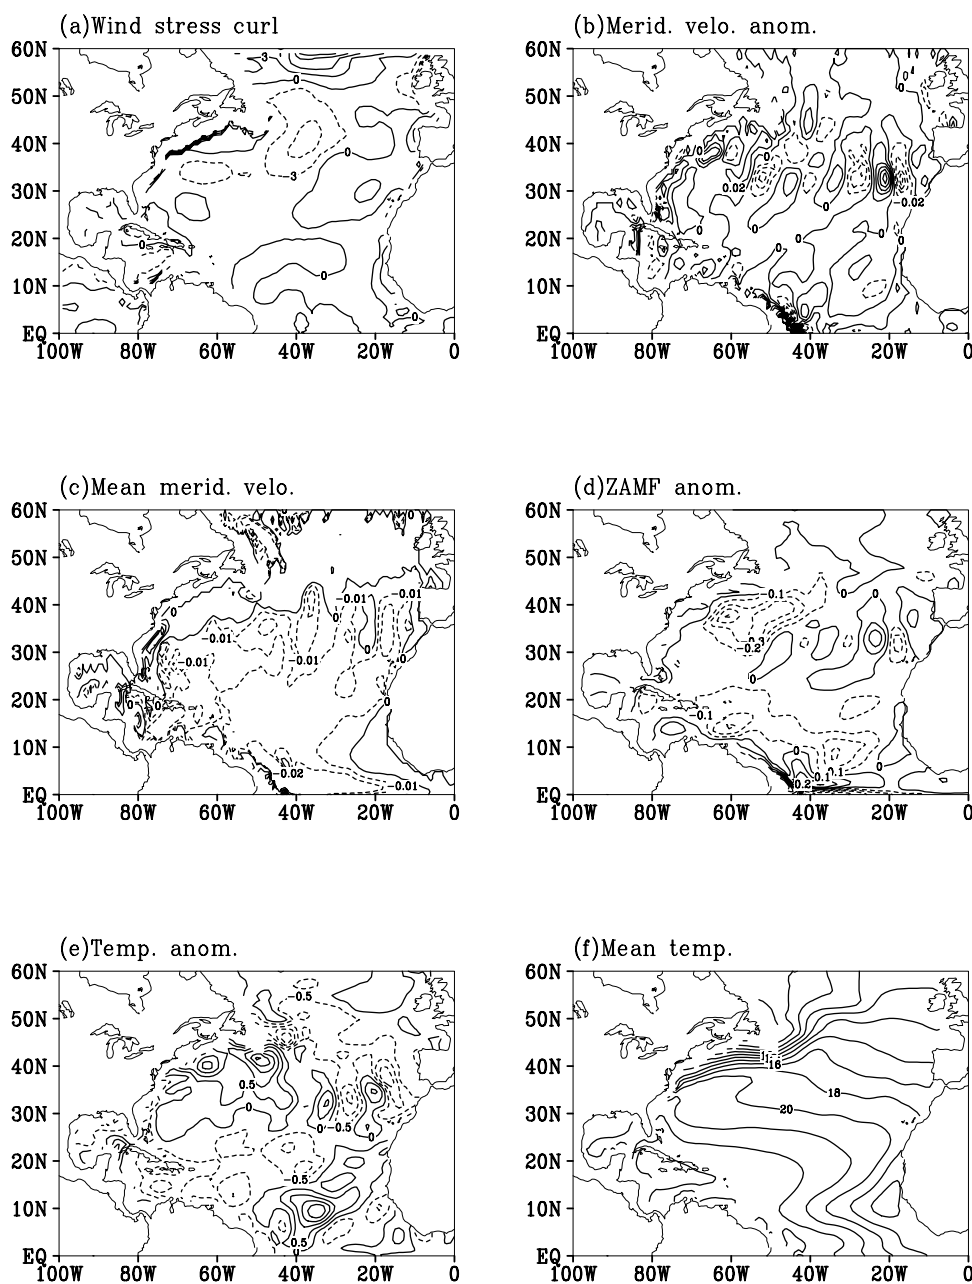 (a)Wind stress curl
(b)Merid. velo. anom.
60N
50N
40N
30N
20N
10N
EQ
100W 80W 60W 40W 20W 0
3
0
0
3
0
0
0
60N
50N
40N
30N
20N
10N
EQ
100W 80W 60W 40W 20W 0
0
0
0
0.02
-0.02
0
0
0
0
0
0
0
(c)Mean merid. velo.
(d)ZAMF anom.
60N
50N
40N
30N
20N
10N
EQ
100W 80W 60W 40W 20W 0
0
-0.01
-0.01
0
0
-0.01
-0.01
-0.01
0
0
0
0
0
-0.02
-0.01
60N
50N
40N
30N
20N
10N
EQ
100W 80W 60W 40W 20W 0
-0.1
0
0
-0.2
0
-0.1
0
0
0.1
0.2
(e)Temp. anom.
(f)Mean temp.
60N
50N
40N
30N
20N
10N
EQ
100W 80W 60W 40W 20W 0
-0.5
0.5
0
0
-0.5
0
-0.5
0.5
0
60N
50N
40N
30N
20N
10N
EQ
100W 80W 60W 40W 20W 0
16
18
20